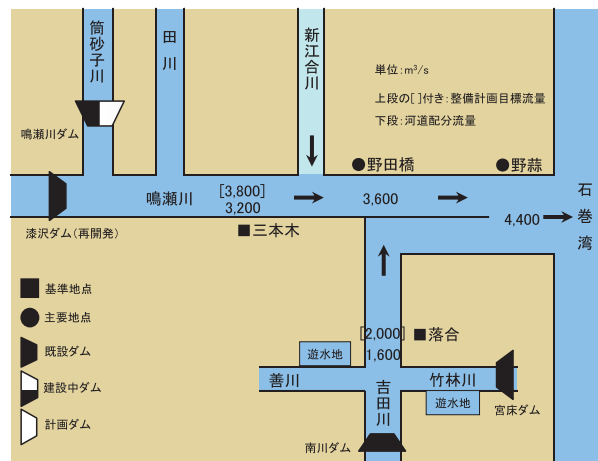 筒砂子川
田川
新江合川
単位：m³/s
上段の[ ]付き：整備計画目標流量
下段：河道配分流量
鳴瀬川ダム
野田橋
野蒜
石巻湾
鳴瀬川
[3,800]
3,200
3,600
4,400
漆沢ダム(再開発)
三本木
基準地点
主要地点
既設ダム
建設中ダム
計画ダム
[2,000]
1,600
落合
遊水地
善川
吉田川
竹林川
遊水地
宮床ダム
南川ダム